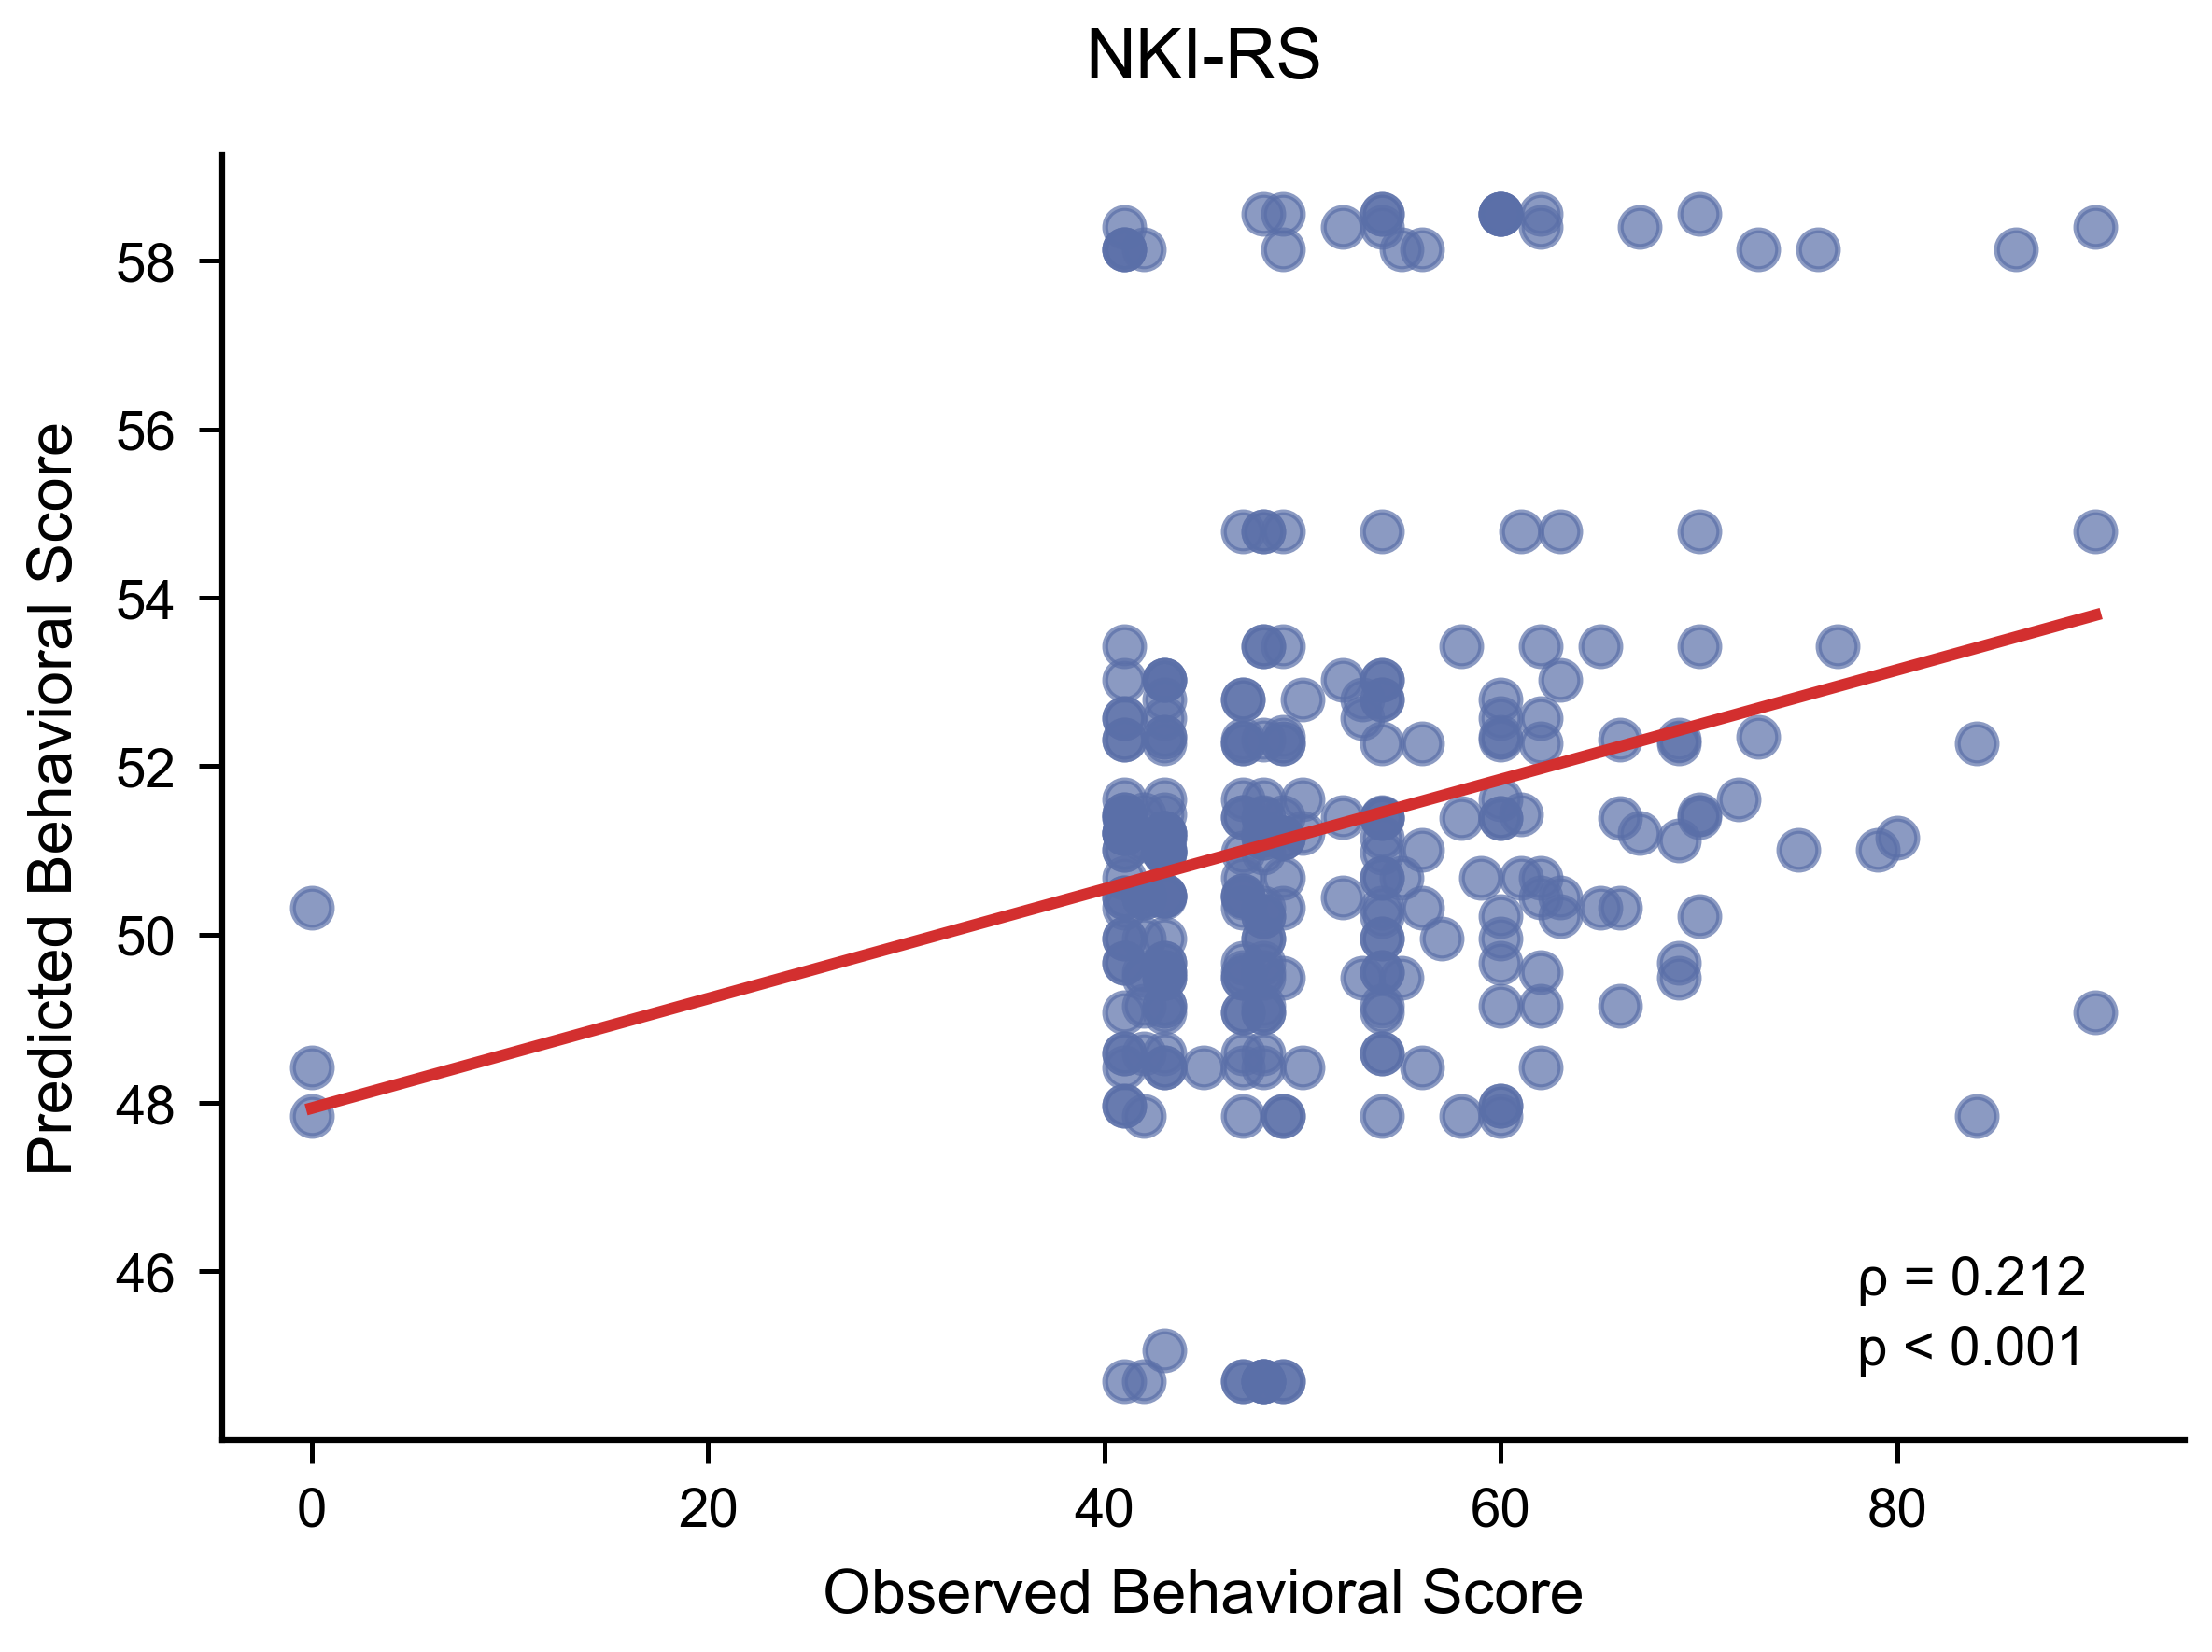 NKI-RS
Predicted Behavioral Score
58
56
54
52
50
48
46
ρ = 0.212
p < 0.001
0 20 40 60 80
Observed Behavioral Score